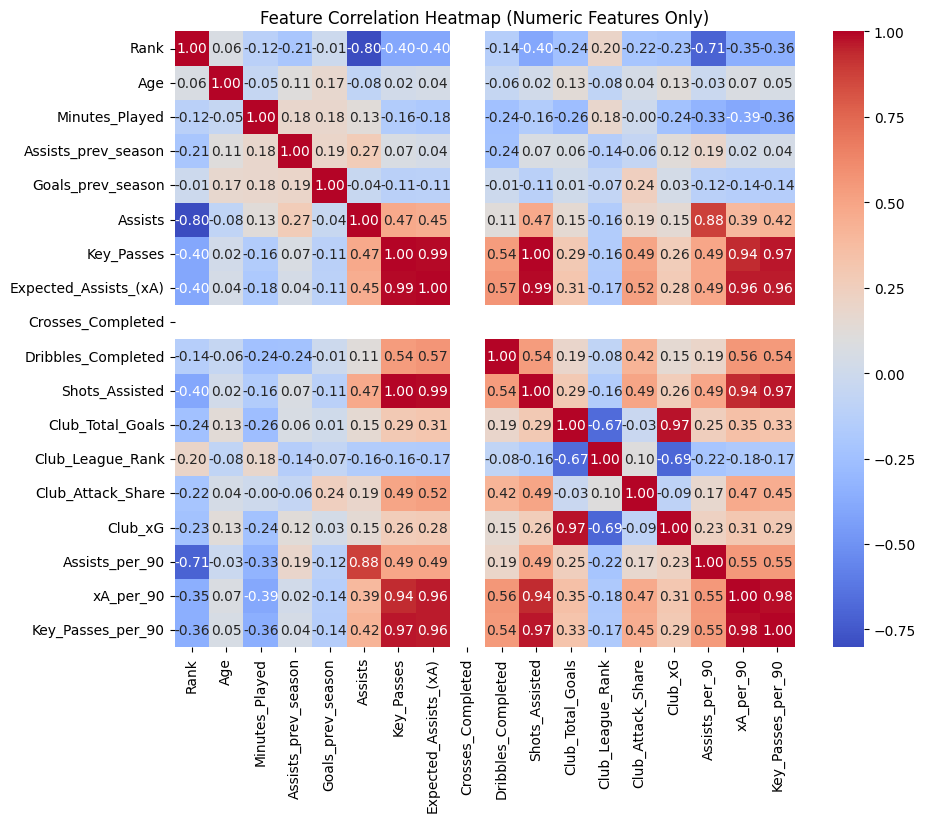 Feature Correlation Heatmap (Numeric Features Only)
Rank 1.00 0.06 -0.12 -0.21 -0.01 -0.80 -0.40 -0.40 -0.14 -0.40 -0.24 0.20 -0.22 -0.23 -0.71 -0.35 -0.36
Age 0.06 1.00 -0.05 0.11 0.17 -0.08 0.02 0.04 -0.06 0.02 0.13 -0.08 0.04 0.13 -0.03 0.07 0.05
Minutes_Played -0.12 -0.05 1.00 0.18 0.18 0.13 -0.16 -0.18 -0.24 -0.16 -0.26 0.18 -0.00 -0.24 -0.33 -0.39 -0.36
Assists_prev_season -0.21 0.11 0.18 1.00 0.19 0.27 0.07 0.04 -0.24 0.07 0.06 -0.14 -0.06 0.12 0.19 0.02 0.04
Goals_prev_season -0.01 0.17 0.18 0.19 1.00 -0.04 -0.11 -0.11 -0.01 -0.11 0.01 -0.07 0.24 0.03 -0.12 -0.14 -0.14
Assists -0.80 -0.08 0.13 0.27 -0.04 1.00 0.47 0.45 0.11 0.47 0.15 -0.16 0.19 0.15 0.88 0.39 0.42
Key_Passes -0.40 0.02 -0.16 0.07 -0.11 0.47 1.00 0.99 0.54 1.00 0.29 -0.16 0.49 0.26 0.49 0.94 0.97
Expected_Assists_(xA) -0.40 0.04 -0.18 0.04 -0.11 0.45 0.99 1.00 0.57 0.99 0.31 -0.17 0.52 0.28 0.49 0.96 0.96
Crosses_Completed
Dribbles_Completed -0.14 -0.06 -0.24 -0.24 -0.01 0.11 0.54 0.57 1.00 0.54 0.19 -0.08 0.42 0.15 0.19 0.56 0.54
Shots_Assisted -0.40 0.02 -0.16 0.07 -0.11 0.47 1.00 0.99 0.54 1.00 0.29 -0.16 0.49 0.26 0.49 0.94 0.97
Club_Total_Goals -0.24 0.13 -0.26 0.06 0.01 0.15 0.29 0.31 0.19 0.29 1.00 -0.67 -0.03 0.97 0.25 0.35 0.33
Club_League_Rank 0.20 -0.08 0.18 -0.14 -0.07 -0.16 -0.16 -0.17 -0.08 -0.16 -0.67 1.00 0.10 -0.69 -0.22 -0.18 -0.17
Club_Attack_Share -0.22 0.04 -0.00 -0.06 0.24 0.19 0.49 0.52 0.42 0.49 -0.03 0.10 1.00 -0.09 0.17 0.47 0.45
Club_xG -0.23 0.13 -0.24 0.12 0.03 0.15 0.26 0.28 0.15 0.26 0.97 -0.69 -0.09 1.00 0.23 0.31 0.29
Assists_per_90 -0.71 -0.03 -0.33 0.19 -0.12 0.88 0.49 0.49 0.19 0.49 0.25 -0.22 0.17 0.23 1.00 0.55 0.55
xA_per_90 -0.35 0.07 -0.39 0.02 -0.14 0.39 0.94 0.96 0.56 0.94 0.35 -0.18 0.47 0.31 0.55 1.00 0.98
Key_Passes_per_90 -0.36 0.05 -0.36 0.04 -0.14 0.42 0.97 0.96 0.54 0.97 0.33 -0.17 0.45 0.29 0.55 0.98 1.00
Rank
Age
Minutes_Played
Assists_prev_season
Goals_prev_season
Assists
Key_Passes
Expected_Assists_(xA)
Crosses_Completed
Dribbles_Completed
Shots_Assisted
Club_Total_Goals
Club_League_Rank
Club_Attack_Share
Club_xG
Assists_per_90
xA_per_90
Key_Passes_per_90
1.00
0.75
0.50
0.25
0.00
-0.25
-0.50
-0.75